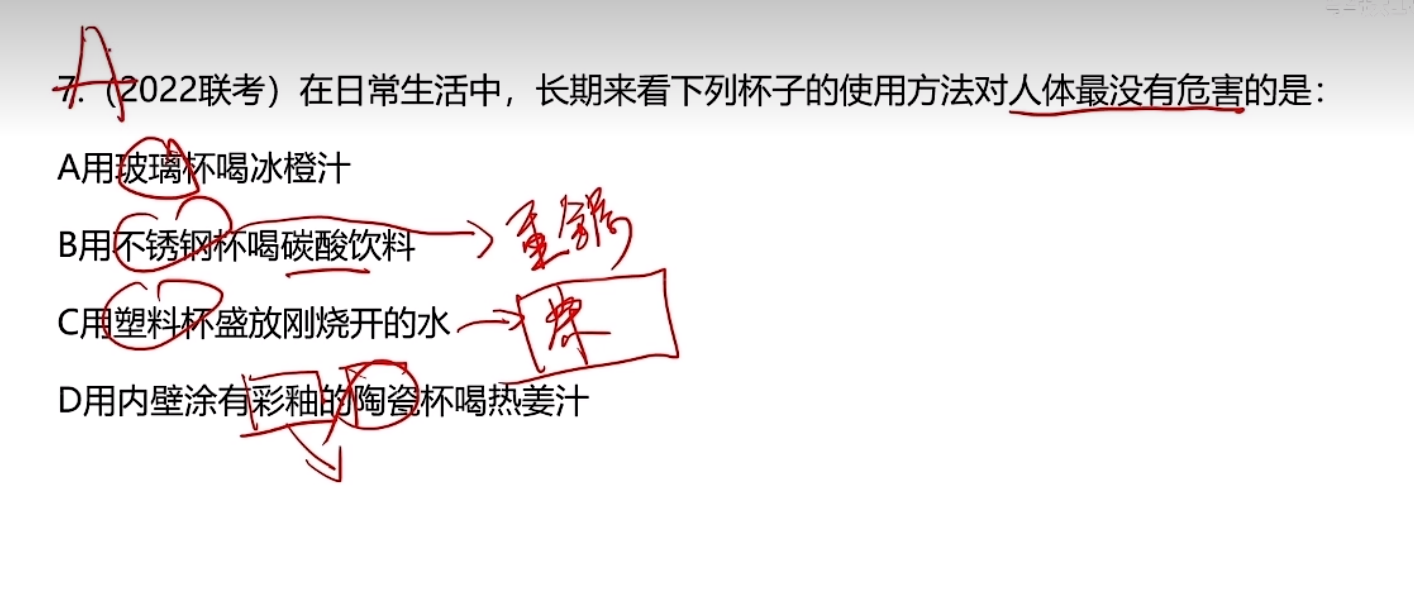 A
7.（2022联考）在日常生活中，长期来看下列杯子的使用方法对人体最没有危害的是：
A用玻璃杯喝冰橙汁
B用不锈钢杯喝碳酸饮料
重
C用塑料杯盛放刚烧开的水
D用内壁涂有彩釉的陶瓷杯喝热姜汁